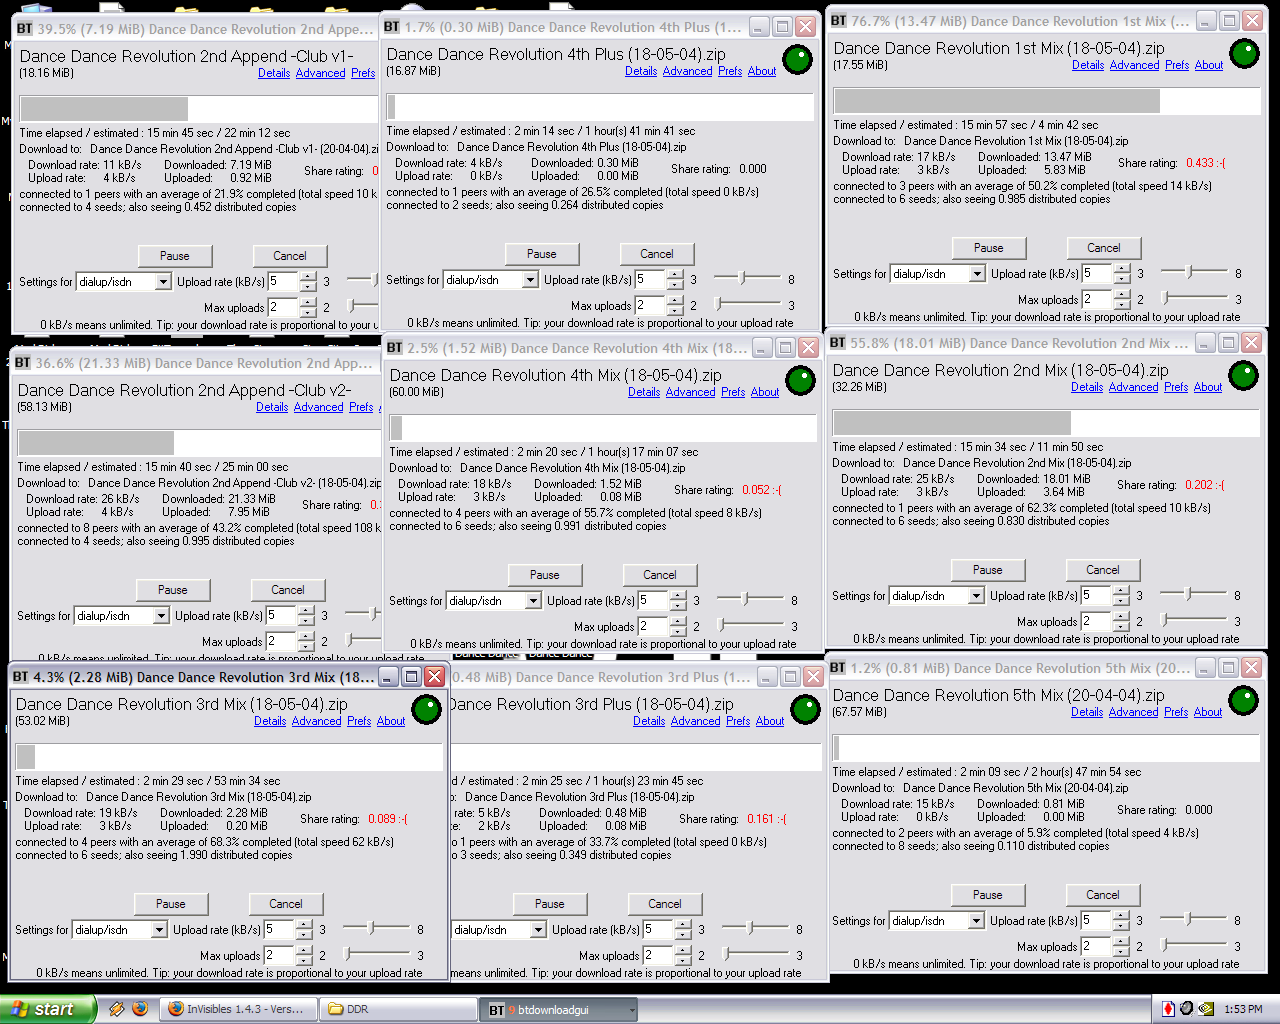 BT 39.5% (7.19 MiB) Dance Dance Revolution 2nd Appe...
Dance Dance Revolution 2nd Append -Club v1-
(18.16 MiB)
Details Advanced Prefs
Time elapsed / estimated : 15 min 45 sec / 22 min 12 sec
Download to: Dance Dance Revolution 2nd Append -Club v1- (20-04-04).zi
Download rate: 11 kB/s Downloaded: 7.19 MiB
Upload rate: 4 kB/s Uploaded: 0.92 MiB
Share rating: 0.
connected to 1 peers with an average of 21.9% completed (total speed 10 k
connected to 4 seeds; also seeing 0.452 distributed copies
Pause Cancel
Settings for dialup/isdn Upload rate (kB/s) 5 3
Max uploads 2 2
0 kB/s means unlimited. Tip: your download rate is proportional to your u
BT 1.7% (0.30 MiB) Dance Dance Revolution 4th Plus (1...
Dance Dance Revolution 4th Plus (18-05-04).zip
(16.87 MiB)
Details Advanced Prefs About
Time elapsed / estimated : 2 min 14 sec / 1 hour(s) 41 min 41 sec
Download to: Dance Dance Revolution 4th Plus (18-05-04).zip
Download rate: 4 kB/s Downloaded: 0.30 MiB
Upload rate: 0 kB/s Uploaded: 0.00 MiB
Share rating: 0.000
connected to 1 peers with an average of 26.5% completed (total speed 0 kB/s)
connected to 2 seeds; also seeing 0.264 distributed copies
Pause Cancel
Settings for dialup/isdn Upload rate (kB/s) 5 3 8
Max uploads 2 2 3
0 kB/s means unlimited. Tip: your download rate is proportional to your upload rate
BT 76.7% (13.47 MiB) Dance Dance Revolution 1st Mix (...
Dance Dance Revolution 1st Mix (18-05-04).zip
(17.55 MiB)
Details Advanced Prefs About
Time elapsed / estimated : 15 min 57 sec / 4 min 42 sec
Download to: Dance Dance Revolution 1st Mix (18-05-04).zip
Download rate: 17 kB/s Downloaded: 13.47 MiB
Upload rate: 3 kB/s Uploaded: 5.83 MiB
Share rating: 0.433 :-(
connected to 3 peers with an average of 50.2% completed (total speed 14 kB/s)
connected to 6 seeds; also seeing 0.985 distributed copies
Pause Cancel
Settings for dialup/isdn Upload rate (kB/s) 5 3 8
Max uploads 2 2 3
0 kB/s means unlimited. Tip: your download rate is proportional to your upload rate
BT 36.6% (21.33 MiB) Dance Dance Revolution 2nd App...
Dance Dance Revolution 2nd Append -Club v2-
(58.13 MiB)
Details Advanced Prefs
Time elapsed / estimated : 15 min 40 sec / 25 min 00 sec
Download to: Dance Dance Revolution 2nd Append -Club v2- (18-05-04).zip
Download rate: 26 kB/s Downloaded: 21.33 MiB
Upload rate: 4 kB/s Uploaded: 7.95 MiB
Share rating: 0.
connected to 8 peers with an average of 43.2% completed (total speed 108 k
connected to 4 seeds; also seeing 0.995 distributed copies
Pause Cancel
Settings for dialup/isdn Upload rate (kB/s) 5 3
Max uploads 2 2
0 kB/s means unlimited. Tip: your download rate is proportional to your u
BT 2.5% (1.52 MiB) Dance Dance Revolution 4th Mix (18...
Dance Dance Revolution 4th Mix (18-05-04).zip
(60.00 MiB)
Details Advanced Prefs About
Time elapsed / estimated : 2 min 20 sec / 1 hour(s) 17 min 07 sec
Download to: Dance Dance Revolution 4th Mix (18-05-04).zip
Download rate: 18 kB/s Downloaded: 1.52 MiB
Upload rate: 3 kB/s Uploaded: 0.08 MiB
Share rating: 0.052 :-(
connected to 4 peers with an average of 55.7% completed (total speed 8 kB/s)
connected to 6 seeds; also seeing 0.991 distributed copies
Pause Cancel
Settings for dialup/isdn Upload rate (kB/s) 5 3 8
Max uploads 2 2 3
0 kB/s means unlimited. Tip: your download rate is proportional to your upload rate
BT 55.8% (18.01 MiB) Dance Dance Revolution 2nd Mix ...
Dance Dance Revolution 2nd Mix (18-05-04).zip
(32.26 MiB)
Details Advanced Prefs About
Time elapsed / estimated : 15 min 34 sec / 11 min 50 sec
Download to: Dance Dance Revolution 2nd Mix (18-05-04).zip
Download rate: 25 kB/s Downloaded: 18.01 MiB
Upload rate: 3 kB/s Uploaded: 3.64 MiB
Share rating: 0.202 :-(
connected to 1 peers with an average of 62.3% completed (total speed 10 kB/s)
connected to 6 seeds; also seeing 0.830 distributed copies
Pause Cancel
Settings for dialup/isdn Upload rate (kB/s) 5 3 8
Max uploads 2 2 3
0 kB/s means unlimited. Tip: your download rate is proportional to your upload rate
BT 4.3% (2.28 MiB) Dance Dance Revolution 3rd Mix (18...
Dance Dance Revolution 3rd Mix (18-05-04).zip
(53.02 MiB)
Details Advanced Prefs About
Time elapsed / estimated : 2 min 29 sec / 53 min 34 sec
Download to: Dance Dance Revolution 3rd Mix (18-05-04).zip
Download rate: 19 kB/s Downloaded: 2.28 MiB
Upload rate: 3 kB/s Uploaded: 0.20 MiB
Share rating: 0.089 :-(
connected to 4 peers with an average of 68.3% completed (total speed 62 kB/s)
connected to 6 seeds; also seeing 1.990 distributed copies
Pause Cancel
Settings for dialup/isdn Upload rate (kB/s) 5 3 8
Max uploads 2 2 3
0 kB/s means unlimited. Tip: your download rate is proportional to your upload rate
0.48 MiB) Dance Dance Revolution 3rd Plus (1...
Dance Revolution 3rd Plus (18-05-04).zip
Details Advanced Prefs About
d / estimated : 2 min 25 sec / 1 hour(s) 23 min 45 sec
o: Dance Dance Revolution 3rd Plus (18-05-04).zip
rate: 5 kB/s Downloaded: 0.48 MiB
te: 2 kB/s Uploaded: 0.08 MiB
Share rating: 0.161 :-(
o 1 peers with an average of 33.7% completed (total speed 0 kB/s)
o 3 seeds; also seeing 0.349 distributed copies
Pause Cancel
dialup/isdn Upload rate (kB/s) 5 3 8
Max uploads 2 2 3
s means unlimited. Tip: your download rate is proportional to your upload rate
BT 1.2% (0.81 MiB) Dance Dance Revolution 5th Mix (20...
Dance Dance Revolution 5th Mix (20-04-04).zip
(67.57 MiB)
Details Advanced Prefs About
Time elapsed / estimated : 2 min 09 sec / 2 hour(s) 47 min 54 sec
Download to: Dance Dance Revolution 5th Mix (20-04-04).zip
Download rate: 15 kB/s Downloaded: 0.81 MiB
Upload rate: 0 kB/s Uploaded: 0.00 MiB
Share rating: 0.000
connected to 2 peers with an average of 5.9% completed (total speed 4 kB/s)
connected to 8 seeds; also seeing 0.110 distributed copies
Pause Cancel
Settings for dialup/isdn Upload rate (kB/s) 5 3 8
Max uploads 2 2 3
0 kB/s means unlimited. Tip: your download rate is proportional to your upload rate
start InVisibles 1.4.3 - Vers... DDR BT 9 btdownloadgui 1:53 PM